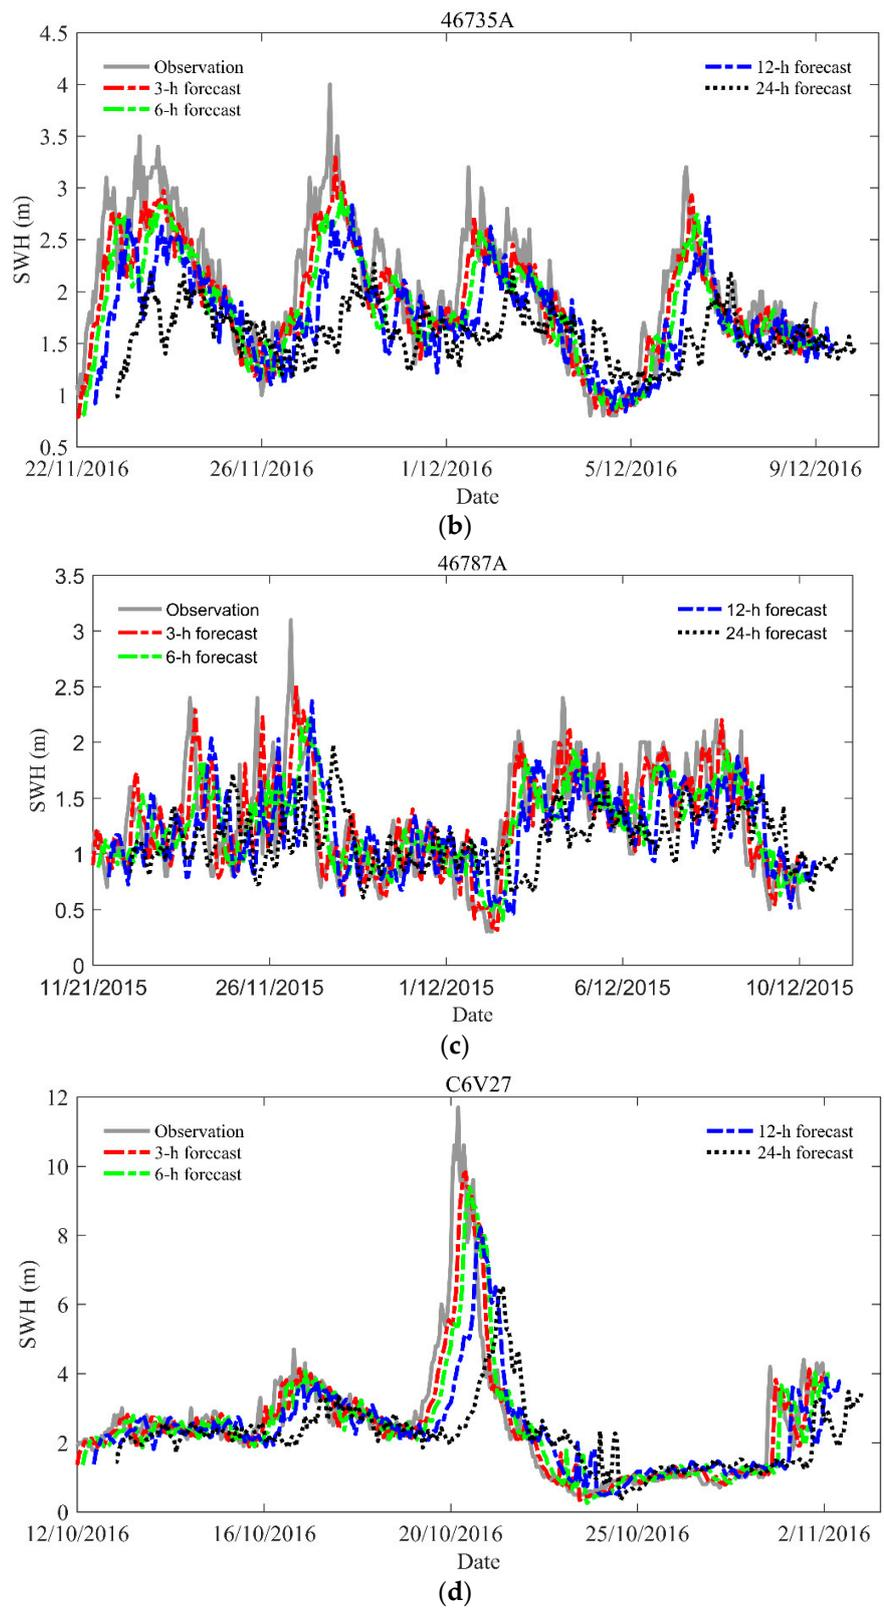 46735A
4.5
4
3.5
3
2.5
2
1.5
1
0.5
SWH (m)
Observation
3-h forecast
6-h forecast
12-h forecast
24-h forecast
22/11/2016 26/11/2016 1/12/2016 5/12/2016 9/12/2016
Date
(b)
46787A
3.5
3
2.5
2
1.5
1
0.5
0
SWH (m)
Observation
3-h forecast
6-h forecast
12-h forecast
24-h forecast
11/21/2015 26/11/2015 1/12/2015 6/12/2015 10/12/2015
Date
(c)
C6V27
12
10
8
6
4
2
0
SWH (m)
Observation
3-h forecast
6-h forecast
12-h forecast
24-h forecast
12/10/2016 16/10/2016 20/10/2016 25/10/2016 2/11/2016
Date
(d)